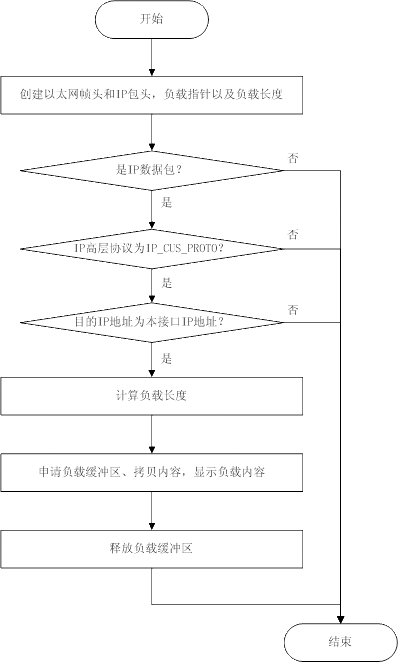 开始
创建以太网帧头和IP包头，负载指针以及负载长度
是IP数据包？
否
是
IP高层协议为IP_CUS_PROTO？
否
是
目的IP地址为本接口IP地址？
否
是
计算负载长度
申请负载缓冲区、拷贝内容，显示负载内容
释放负载缓冲区
结束